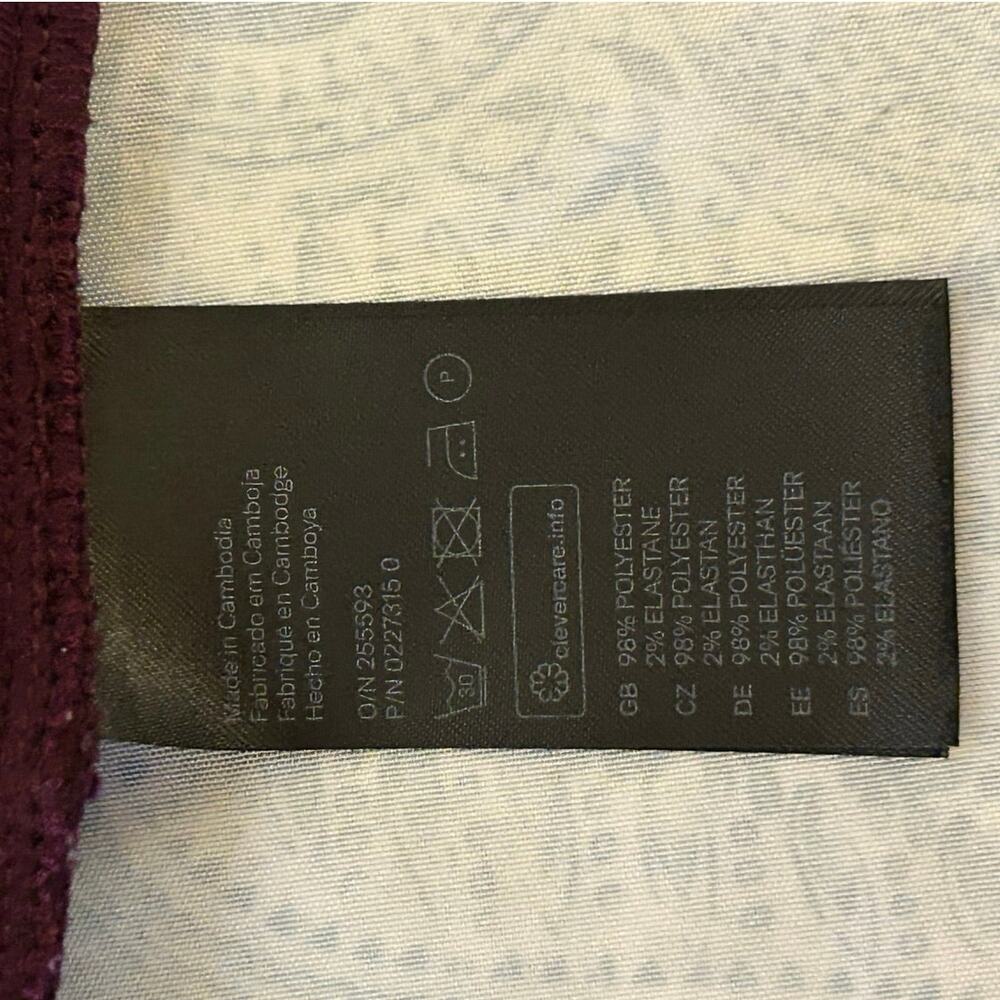 Made in Cambodia
Fabricado em Camboja
Fabriqué en Cambodge
Hecho en Camboya
O/N 255593
P/N 0227315 0
30
P
clevercare.info
GB 98% POLYESTER
2% ELASTANE
CZ 98% POLYESTER
2% ELASTAN
DE 98% POLYESTER
2% ELASTHAN
EE 98% POLÜESTER
2% ELASTAAN
ES 98% POLIÉSTER
2% ELASTANO